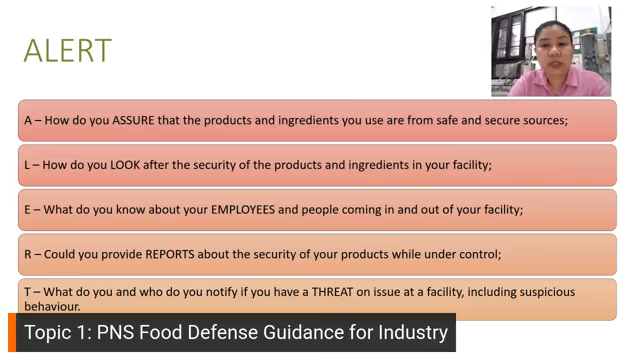 ALERT
A – How do you ASSURE that the products and ingredients you use are from safe and secure sources;
L – How do you LOOK after the security of the products and ingredients in your facility;
E – What do you know about your EMPLOYEES and people coming in and out of your facility;
R – Could you provide REPORTS about the security of your products while under control;
T – What do you and who do you notify if you have a THREAT on issue at a facility, including suspicious
behaviour.
Topic 1: PNS Food Defense Guidance for Industry